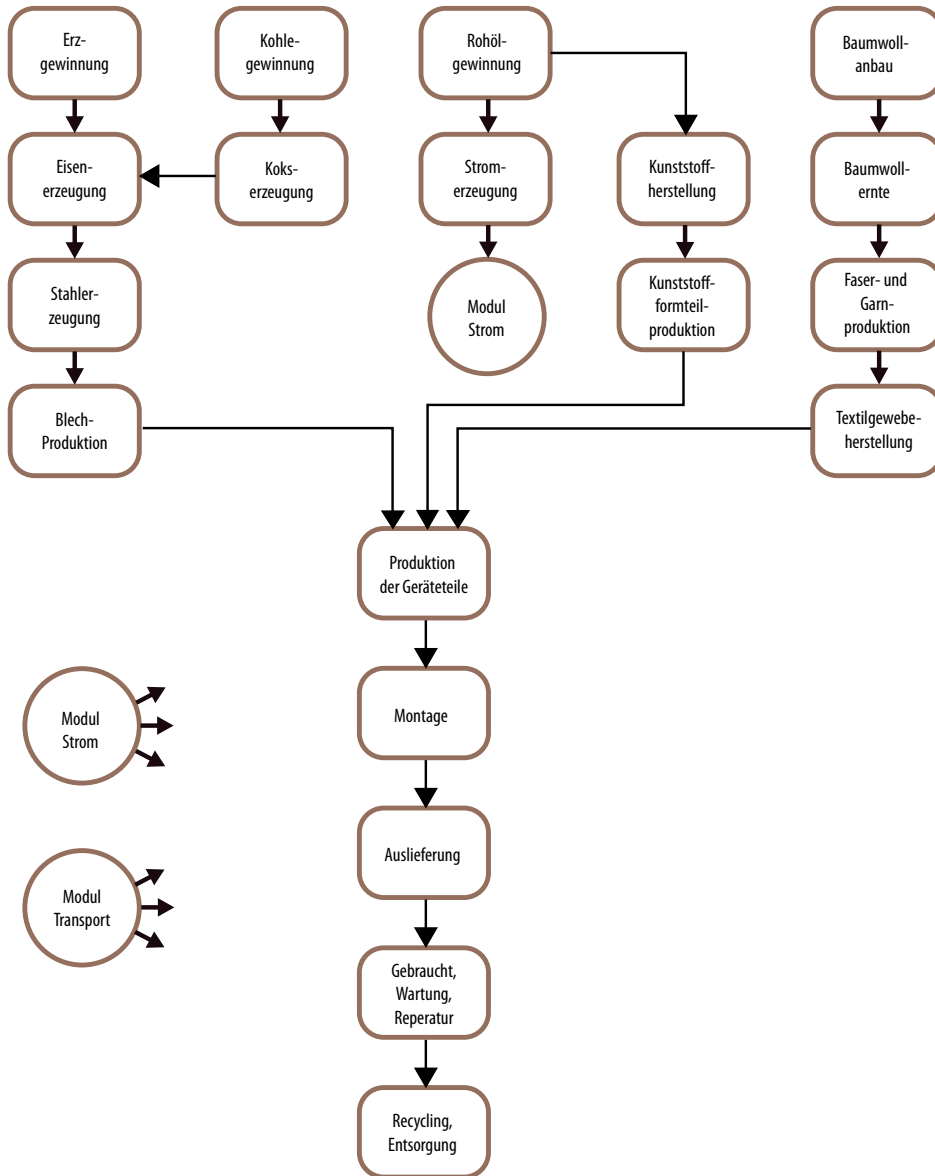 Erz-
gewinnung
Kohle-
gewinnung
Rohöl-
gewinnung
Baumwoll-
anbau
Eisen-
erzeugung
Koks-
erzeugung
Strom-
erzeugung
Kunststoff-
herstellung
Baumwoll-
ernte
Stahler-
zeugung
Modul
Strom
Kunststoff-
formteil-
produktion
Faser- und
Garn-
produktion
Blech-
Produktion
Textilgewebe-
herstellung
Produktion
der Geräteteile
Modul
Strom
Montage
Modul
Transport
Auslieferung
Gebraucht,
Wartung,
Reperatur
Recycling,
Entsorgung